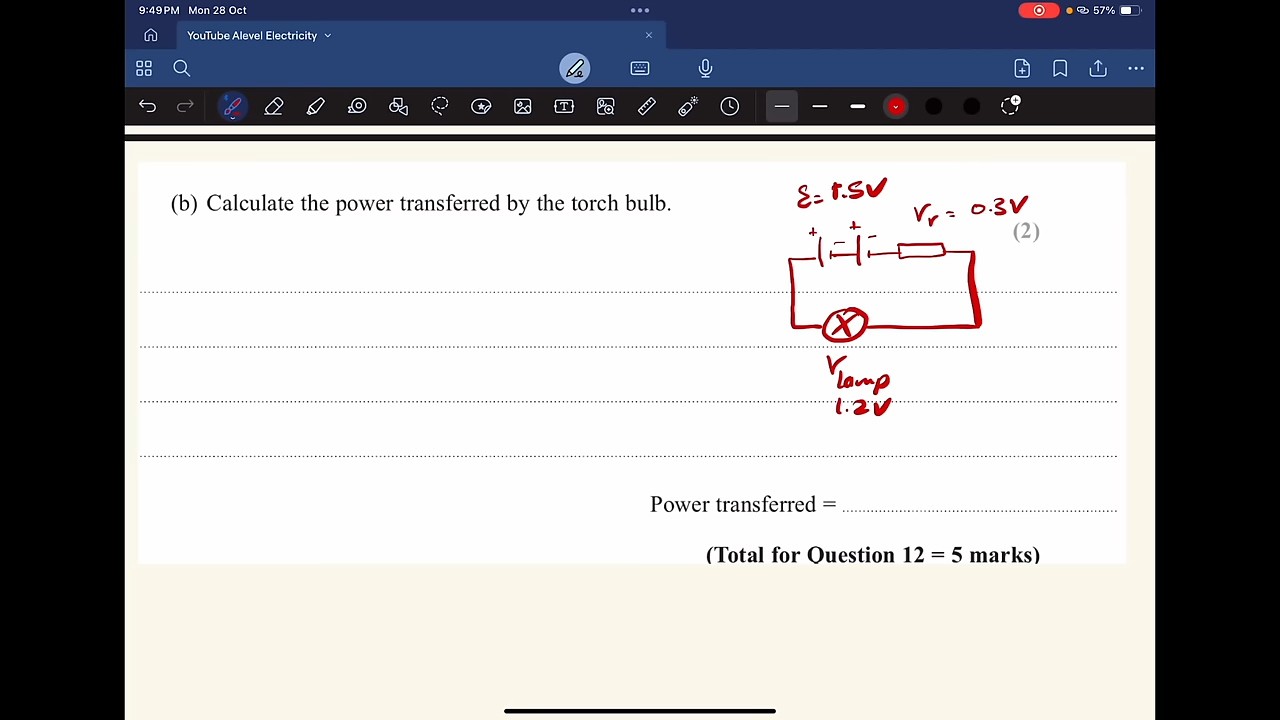 9:49 PM Mon 28 Oct
57%
YouTube Alevel Electricity
(b) Calculate the power transferred by the torch bulb.
(2)
ε = 1.5V
Vr = 0.3V
+ - + -
V lamp
1.2V
Power transferred =
(Total for Question 12 = 5 marks)